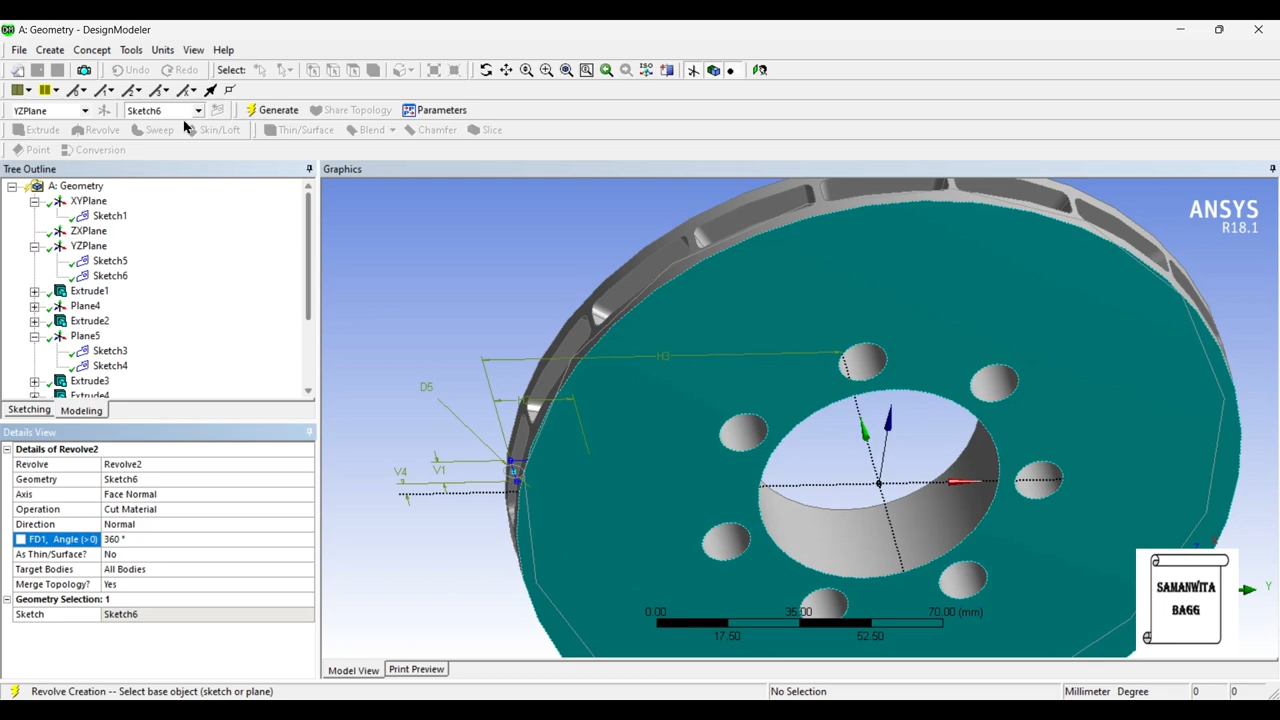 A: Geometry - DesignModeler
File Create Concept Tools Units View Help
Undo Redo Select: ISO
YZPlane Sketch6 Generate Share Topology Parameters
Extrude Revolve Sweep Skin/Loft Thin/Surface Blend Chamfer Slice
Point Conversion
Tree Outline
A: Geometry
XYPlane
Sketch1
ZXPlane
YZPlane
Sketch5
Sketch6
Extrude1
Plane4
Extrude2
Plane5
Sketch3
Sketch4
Extrude3
Extrude4
Sketching Modeling
Details View
Details of Revolve2
Revolve Revolve2
Geometry Sketch6
Axis Face Normal
Operation Cut Material
Direction Normal
FD1, Angle (>0) 360 °
As Thin/Surface? No
Target Bodies All Bodies
Merge Topology? Yes
Geometry Selection: 1
Sketch Sketch6
Graphics
ANSYS
R18.1
H3
D5
V4
V1
0.00 35.00 70.00 (mm)
17.50 52.50
Y
SAMANWITA
BAGG
Model View Print Preview
Revolve Creation -- Select base object (sketch or plane) No Selection Millimeter Degree 0 0